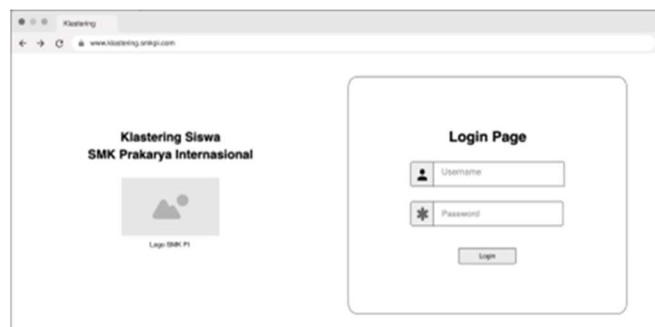 Klastering
www.klastering.smkpi.com
Klastering Siswa
SMK Prakarya Internasional
Logo SMK PI
Login Page
Username
Password
Login